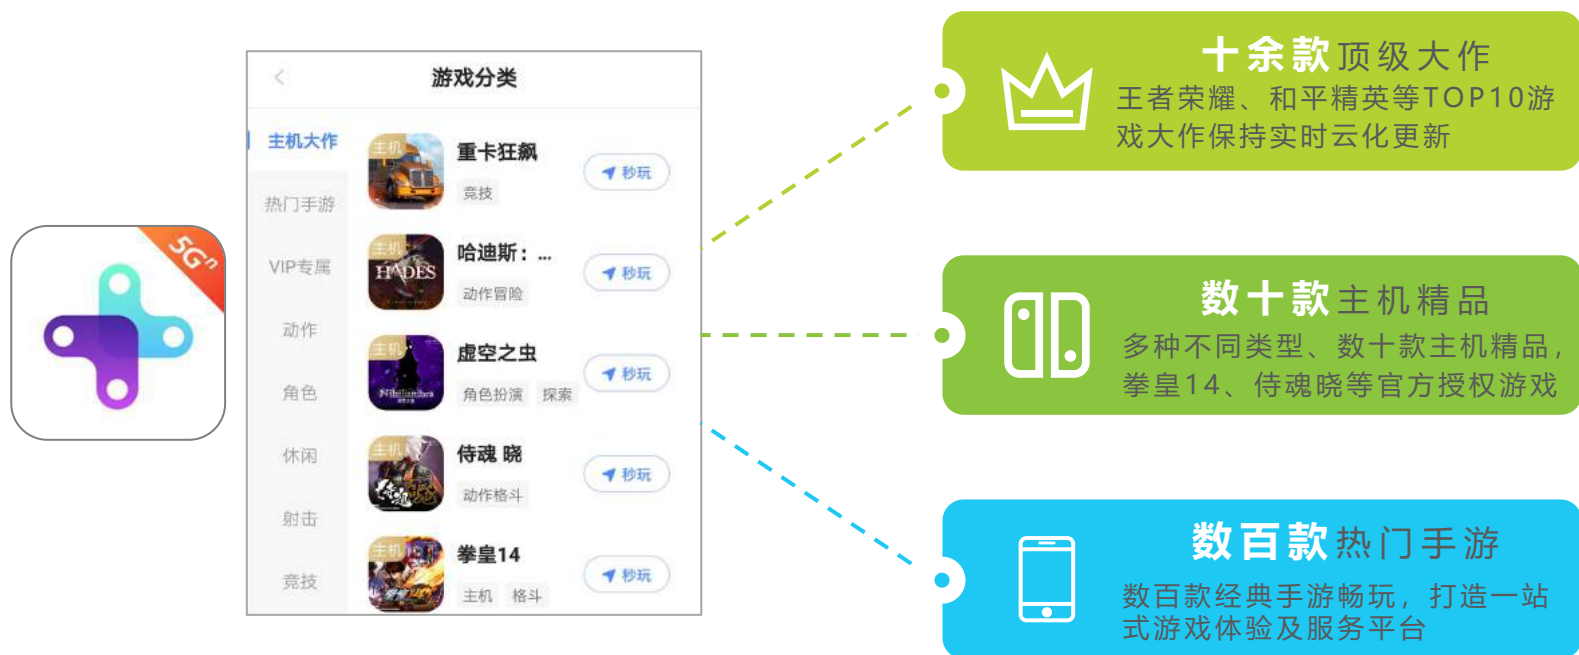 5Gⁿ
游戏分类
主机大作
热门手游
VIP专属
动作
角色
休闲
射击
竞技
主机
重卡狂飙
竞技
秒玩
主机
HADES
哈迪斯：...
动作冒险
秒玩
主机
Nihilumbra
虚空之虫
角色扮演 探索
秒玩
主机
侍魂 晓
动作格斗
秒玩
主机
拳皇14
主机 格斗
秒玩
十余款顶级大作
王者荣耀、和平精英等TOP10游
戏大作保持实时云化更新
数十款主机精品
多种不同类型、数十款主机精品，
拳皇14、侍魂晓等官方授权游戏
数百款热门手游
数百款经典手游畅玩，打造一站
式游戏体验及服务平台